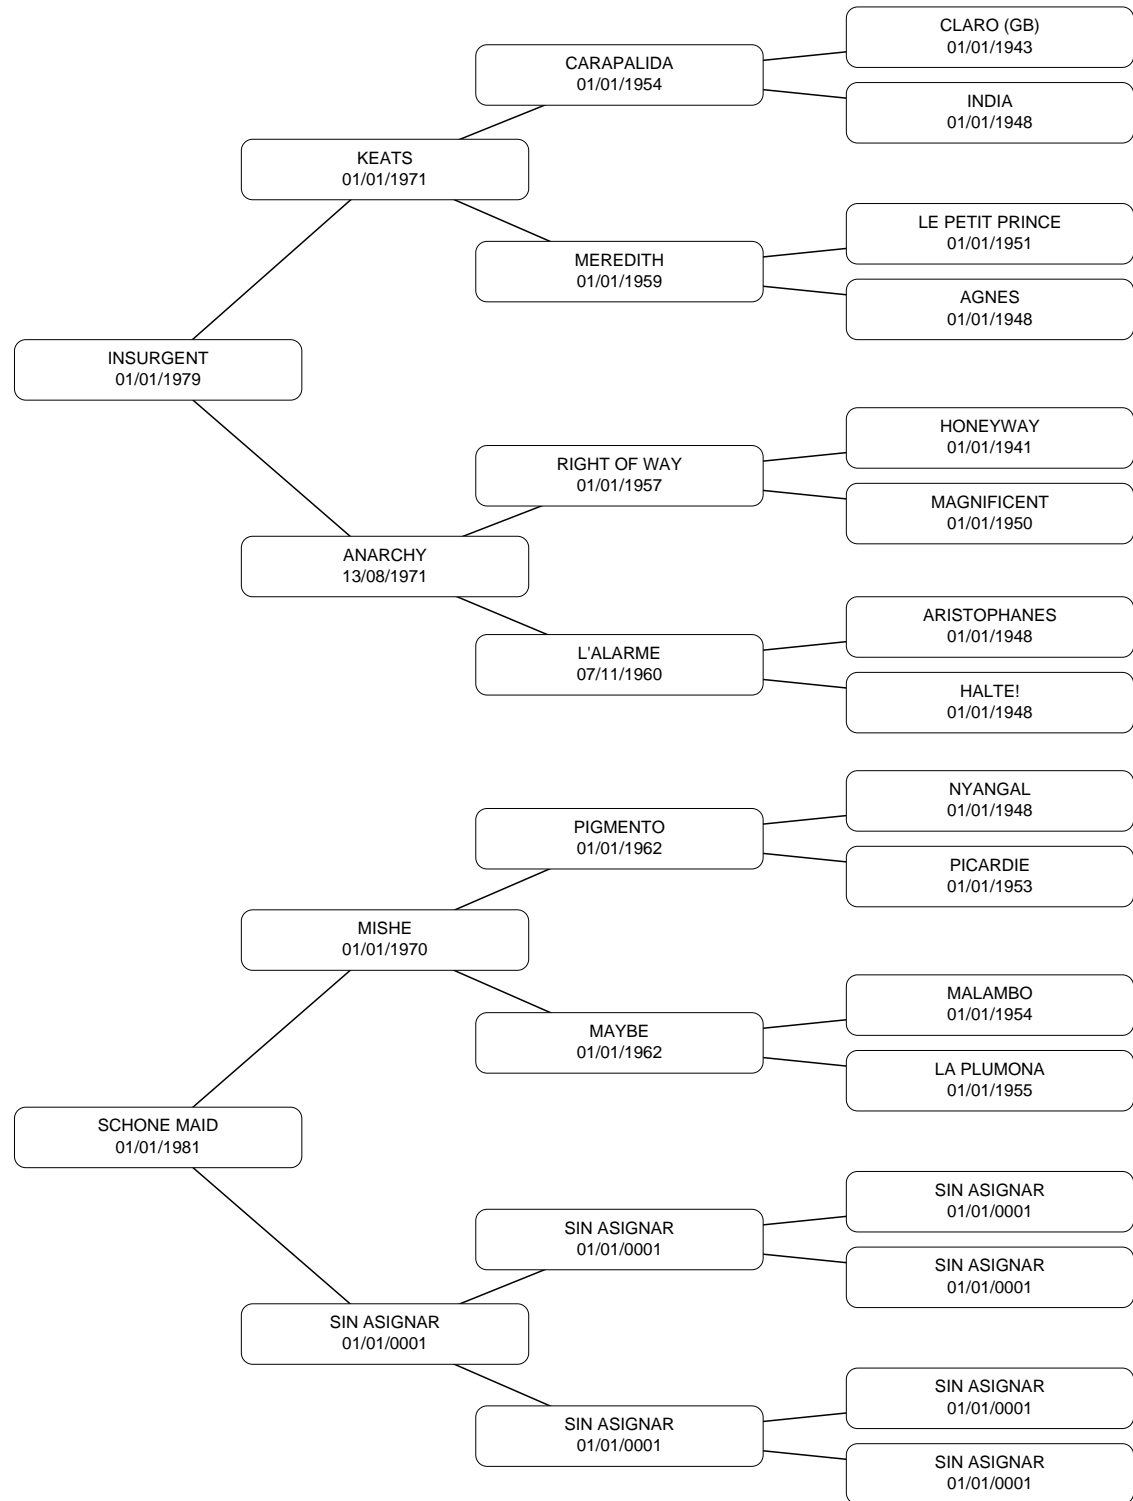 CLARO (GB)
01/01/1943
CARAPALIDA
01/01/1954
INDIA
01/01/1948
KEATS
01/01/1971
LE PETIT PRINCE
01/01/1951
MEREDITH
01/01/1959
AGNES
01/01/1948
INSURGENT
01/01/1979
HONEYWAY
01/01/1941
RIGHT OF WAY
01/01/1957
MAGNIFICENT
01/01/1950
ANARCHY
13/08/1971
ARISTOPHANES
01/01/1948
L'ALARME
07/11/1960
HALTE!
01/01/1948
NYANGAL
01/01/1948
PIGMENTO
01/01/1962
PICARDIE
01/01/1953
MISHE
01/01/1970
MALAMBO
01/01/1954
MAYBE
01/01/1962
LA PLUMONA
01/01/1955
SCHONE MAID
01/01/1981
SIN ASIGNAR
01/01/0001
SIN ASIGNAR
01/01/0001
SIN ASIGNAR
01/01/0001
SIN ASIGNAR
01/01/0001
SIN ASIGNAR
01/01/0001
SIN ASIGNAR
01/01/0001
SIN ASIGNAR
01/01/0001